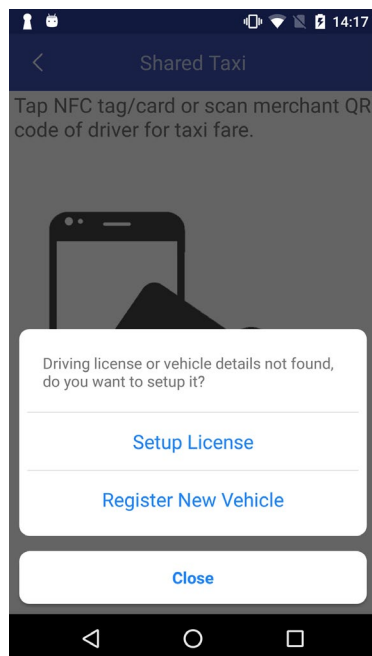 14:17
Shared Taxi
Tap NFC tag/card or scan merchant QR
code of driver for taxi fare.
Driving license or vehicle details not found,
do you want to setup it?
Setup License
Register New Vehicle
Close